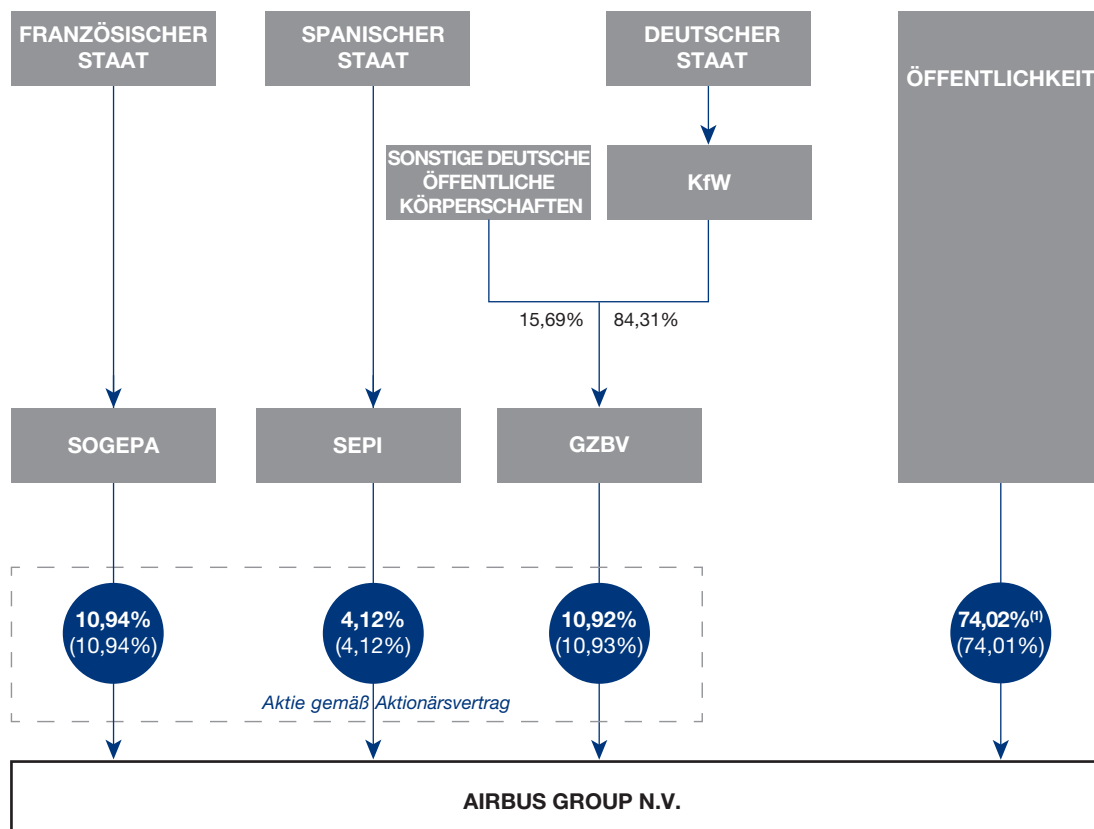 FRANZÖSISCHER
STAAT
SPANISCHER
STAAT
DEUTSCHER
STAAT
ÖFFENTLICHKEIT
SONSTIGE DEUTSCHE
ÖFFENTLICHE
KÖRPERSCHAFTEN
KfW
15,69%
84,31%
SOGEPA
SEPI
GZBV
10,94%
(10,94%)
4,12%
(4,12%)
10,92%
(10,93%)
74,02%(1)
(74,01%)
Aktie gemäß Aktionärsvertrag
AIRBUS GROUP N.V.